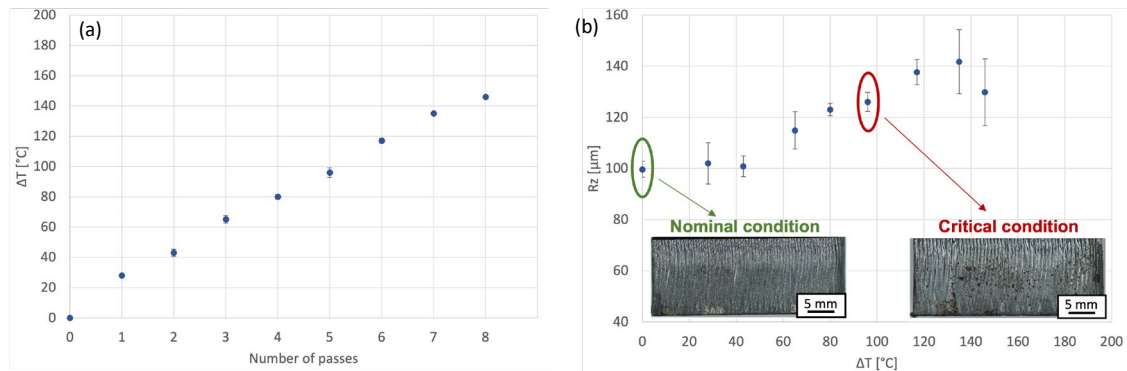 (a)
200
180
160
140
120
100
80
60
40
20
0
ΔT [°C]
0 1 2 3 4 5 6 7 8
Number of passes
(b)
160
140
120
100
80
60
40
Rz [µm]
Nominal condition
Critical condition
5 mm
5 mm
0 20 40 60 80 100 120 140 160 180 200
ΔT [°C]